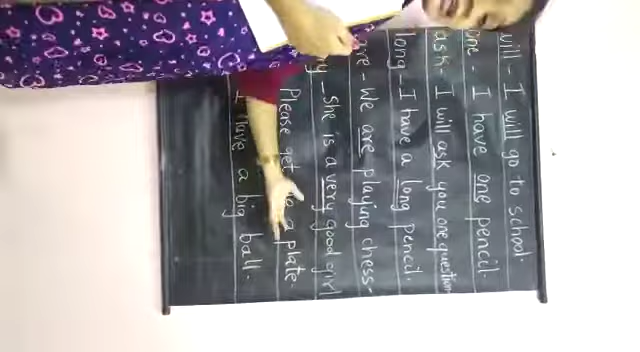 will - I will go to school.
one - I have one pencil.
ask - I will ask you one question
long - I have a long pencil.
are - We are playing chess-
- She is a very good girl
Please get a plate.
I have a big ball.